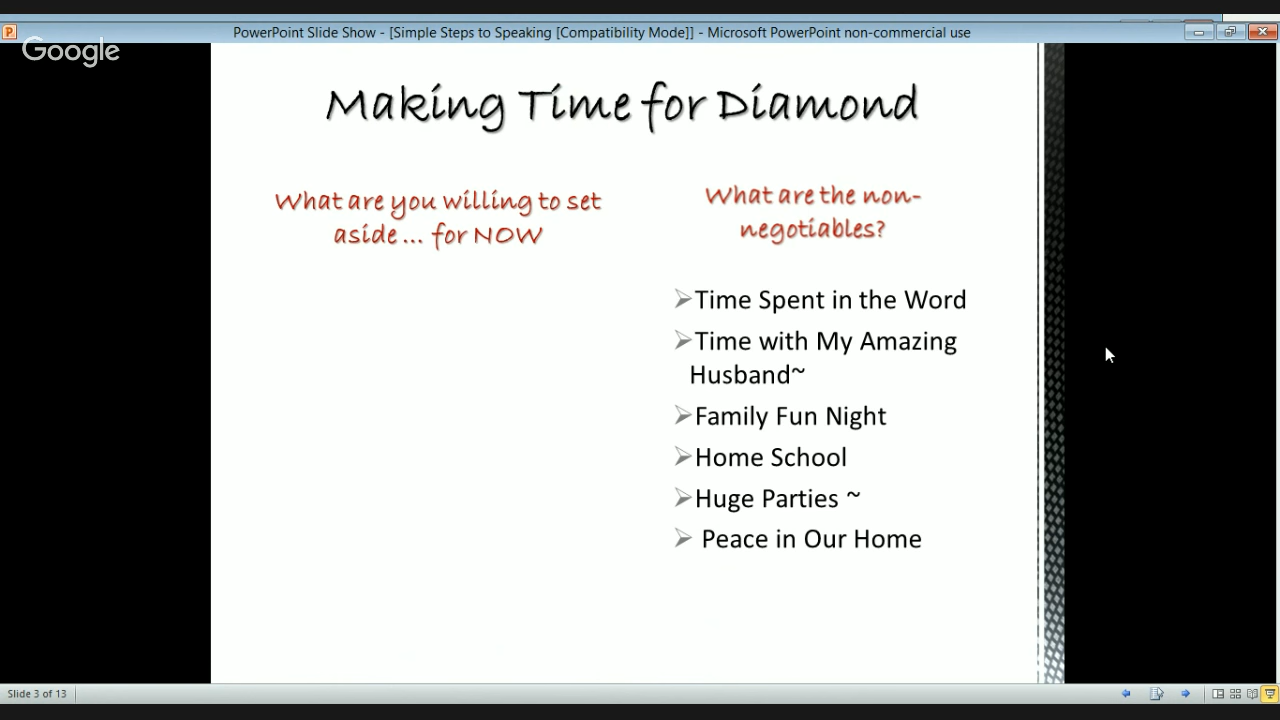 PowerPoint Slide Show - [Simple Steps to Speaking [Compatibility Mode]] - Microsoft PowerPoint non-commercial use
Google
Making Time for Diamond
What are you willing to set
aside ... for NOW
What are the non-
negotiables?
Time Spent in the Word
Time with My Amazing
Husband~
Family Fun Night
Home School
Huge Parties ~
Peace in Our Home
Slide 3 of 13